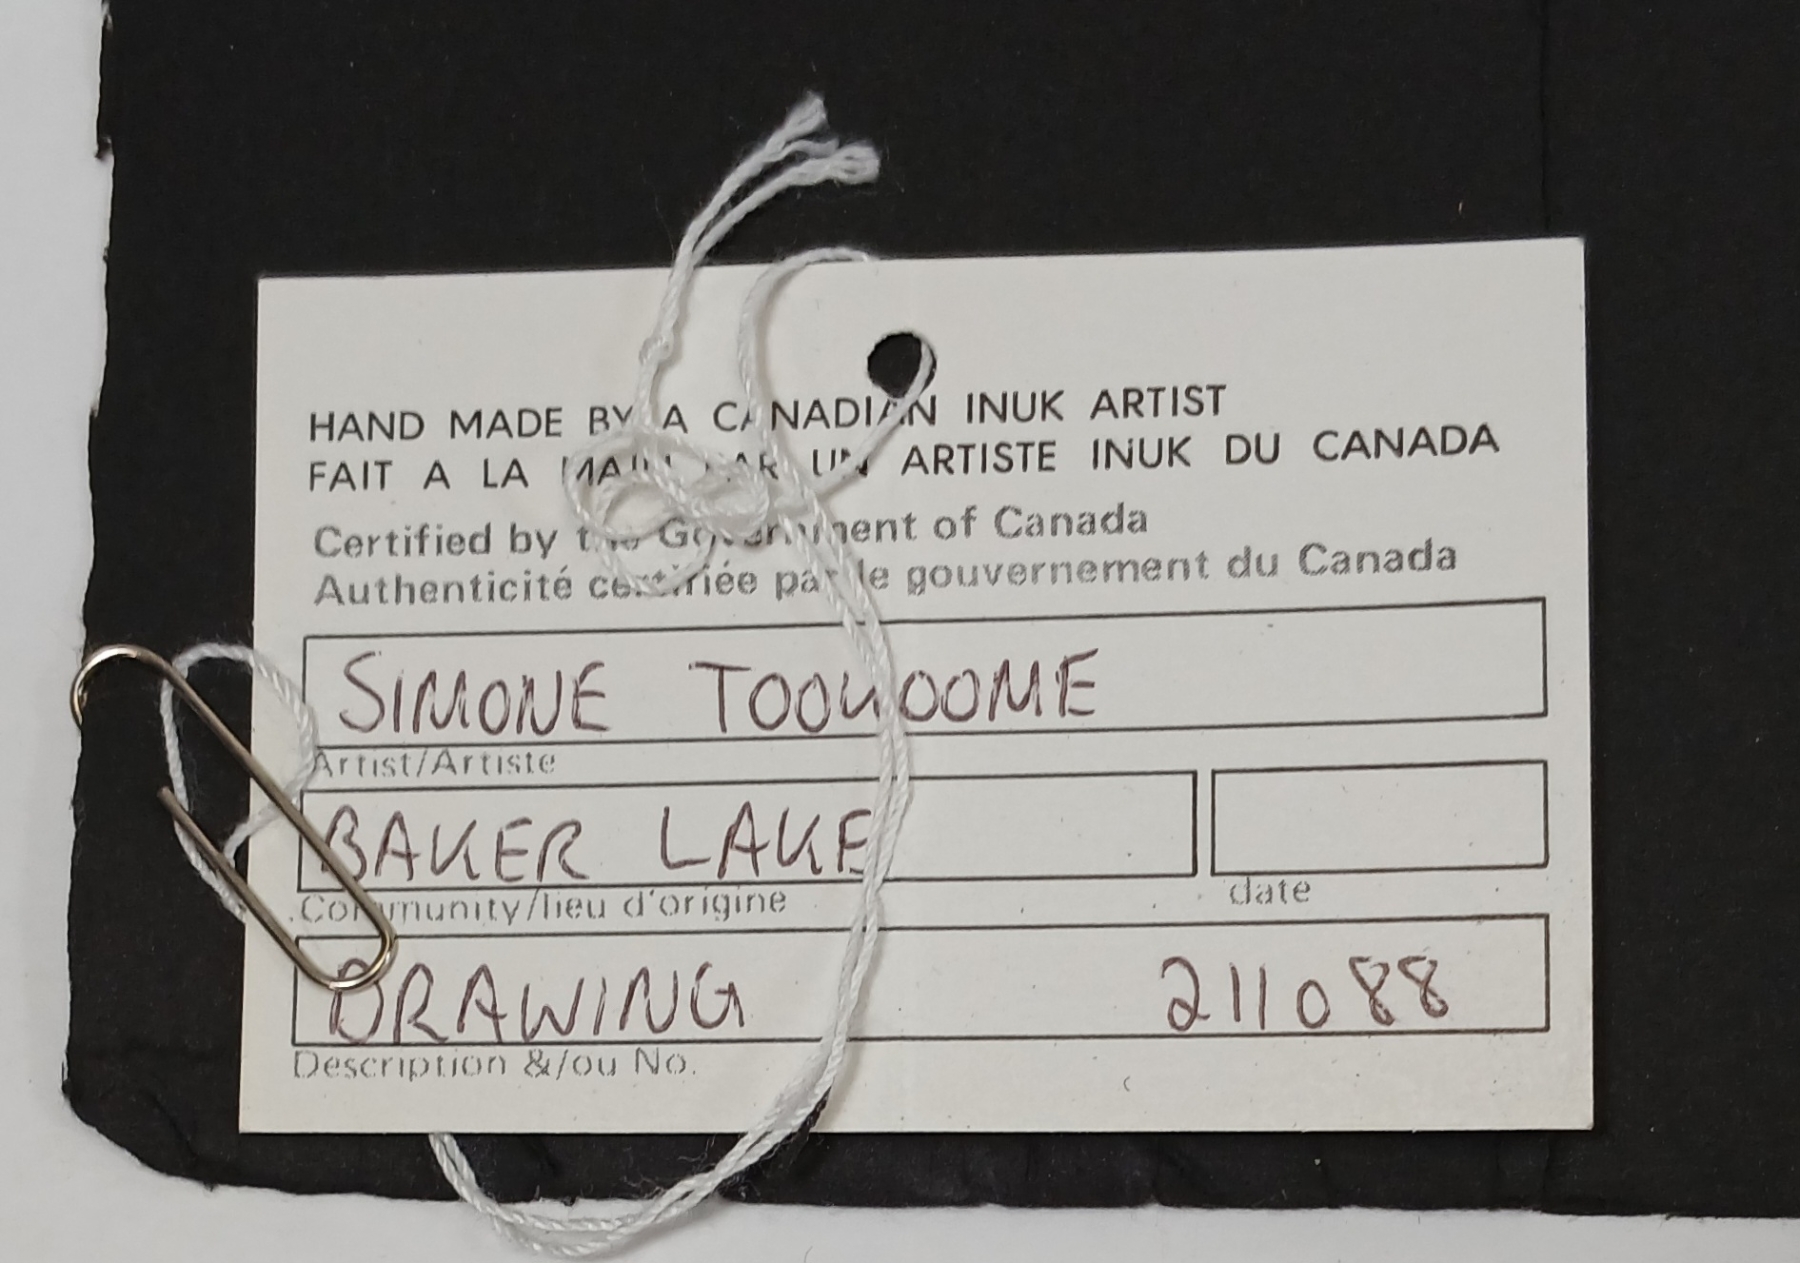 HAND MADE BY A CANADIAN INUK ARTIST
FAIT A LA MAIN PAR UN ARTISTE INUK DU CANADA
Certified by the Government of Canada
Authenticité certifiée par le gouvernement du Canada
SIMONE TOOKOOME
Artist/Artiste
BAKER LAKE
Community/lieu d'origine
date
DRAWING 211088
Description &/ou No.